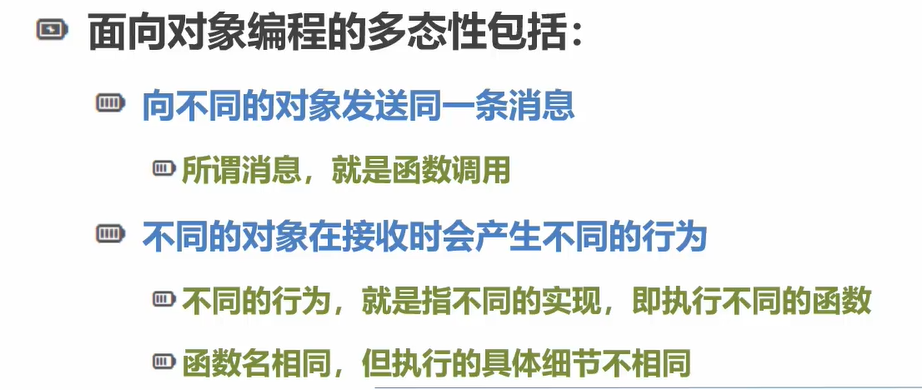 面向对象编程的多态性包括：
向不同的对象发送同一条消息
所谓消息，就是函数调用
不同的对象在接收时会产生不同的行为
不同的行为，就是指不同的实现，即执行不同的函数
函数名相同，但执行的具体细节不相同